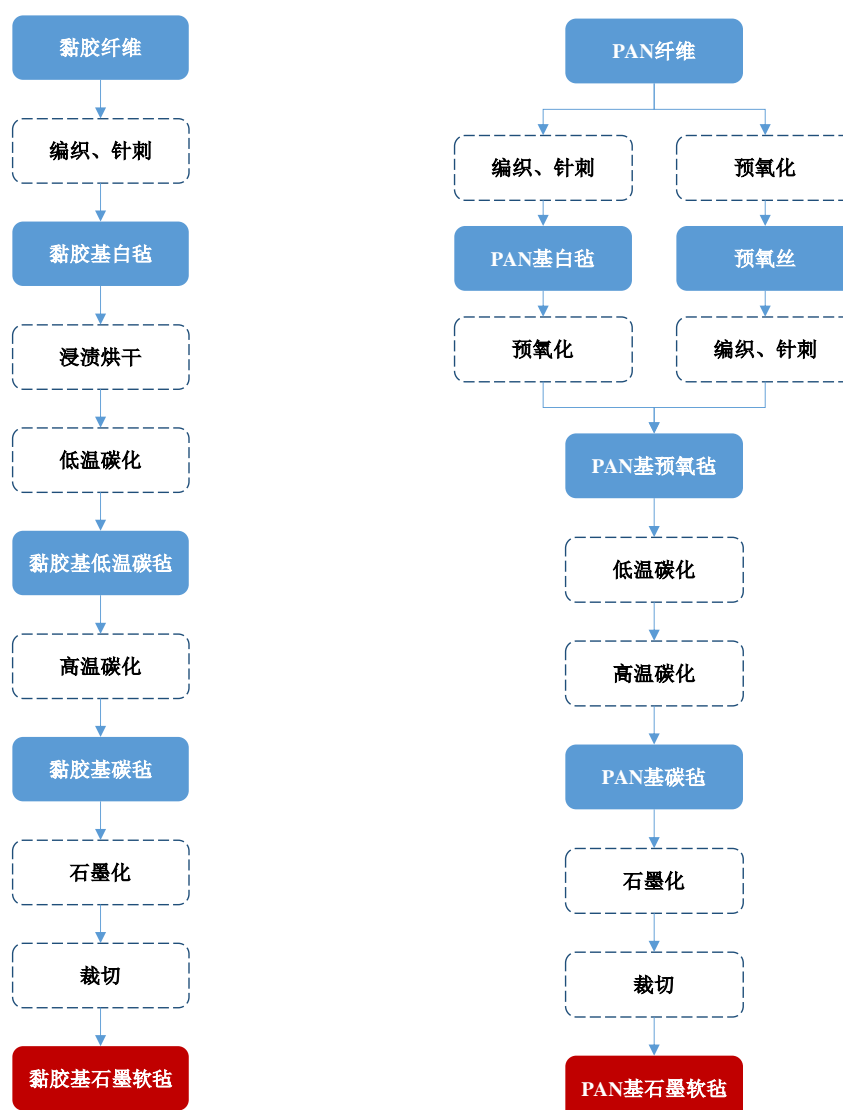 黏胶纤维
编织、针刺
黏胶基白毡
浸渍烘干
低温碳化
黏胶基低温碳毡
高温碳化
黏胶基碳毡
石墨化
裁切
黏胶基石墨软毡
PAN纤维
编织、针刺
预氧化
PAN基白毡
预氧丝
预氧化
编织、针刺
PAN基预氧毡
低温碳化
高温碳化
PAN基碳毡
石墨化
裁切
PAN基石墨软毡